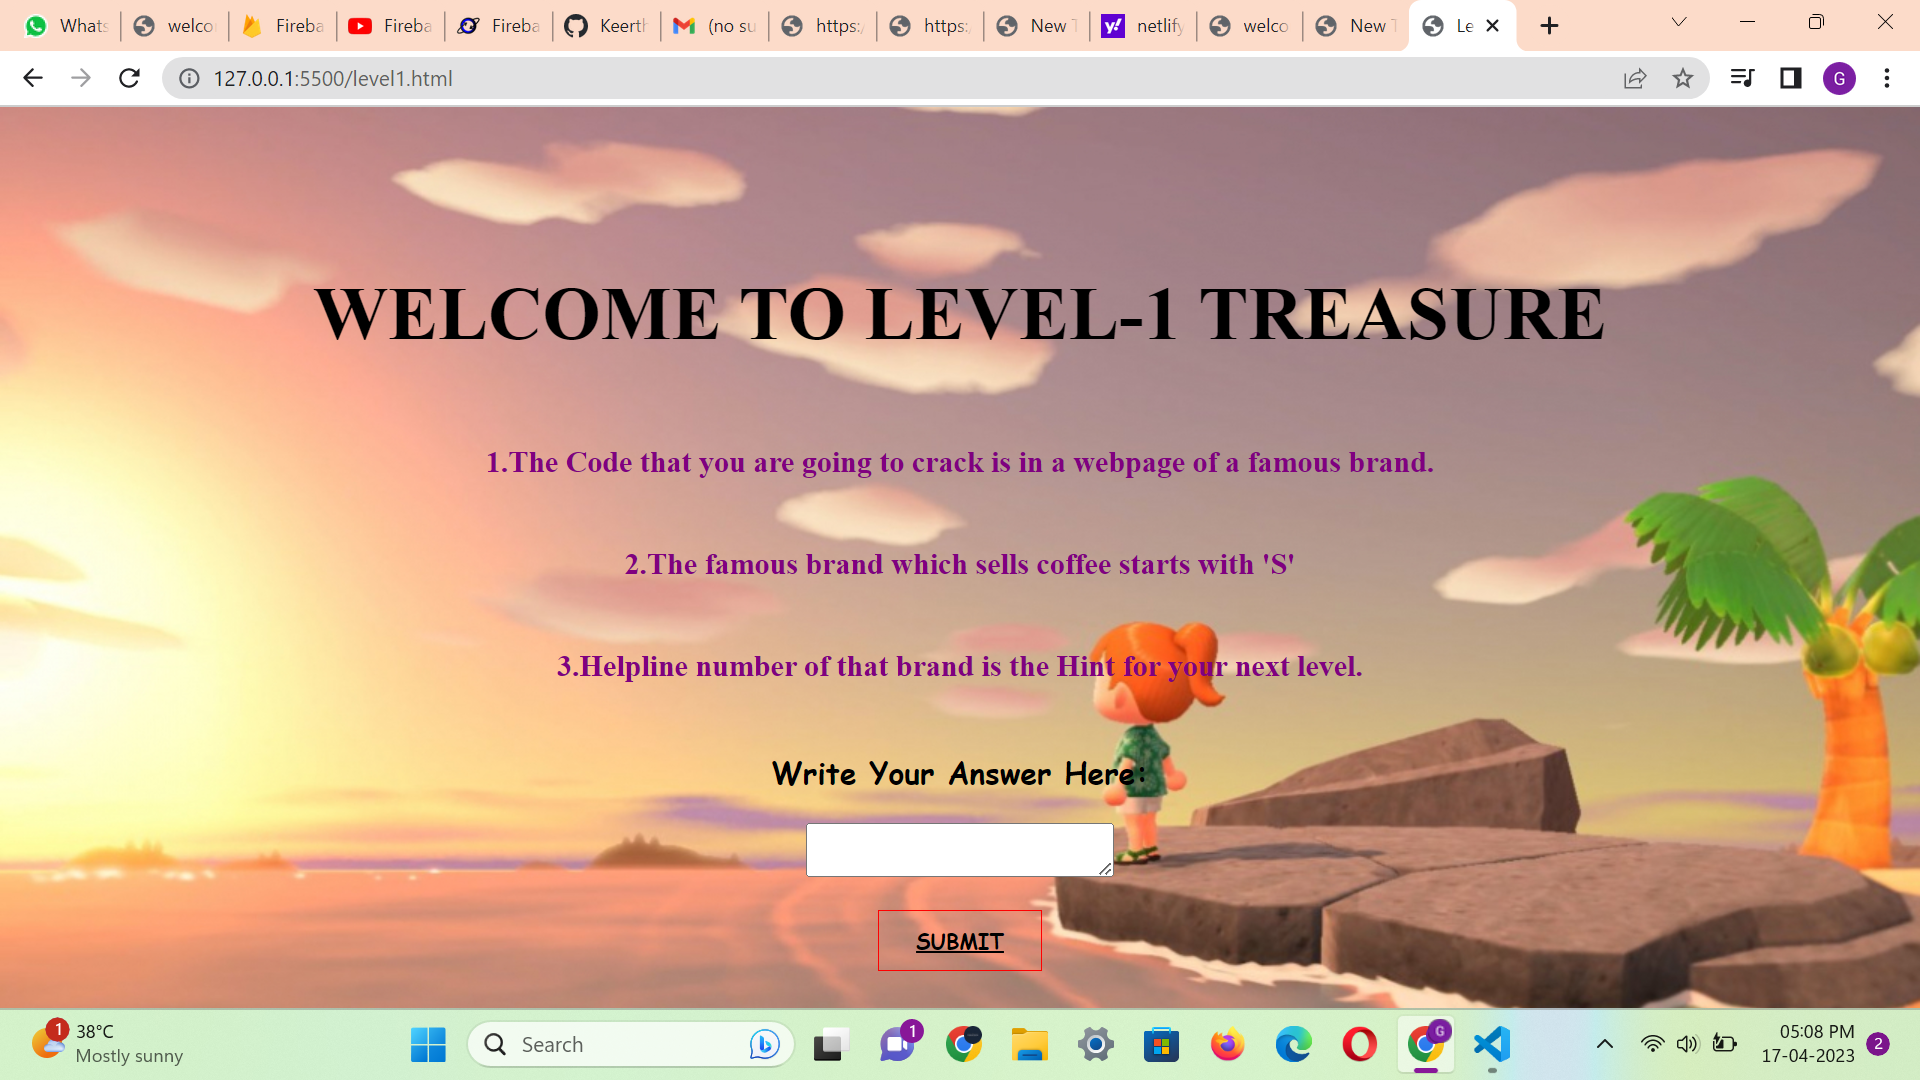 Whats
welco
Fireba
Fireba
Fireba
Keerth
(no su
https:/
https:/
New T
netlify
welco
New T
Le
127.0.0.1:5500/level1.html
G
WELCOME TO LEVEL-1 TREASURE
1.The Code that you are going to crack is in a webpage of a famous brand.
2.The famous brand which sells coffee starts with 'S'
3.Helpline number of that brand is the Hint for your next level.
Write Your Answer Here:
SUBMIT
1
38°C
Mostly sunny
Search
1
G
05:08 PM
17-04-2023
2